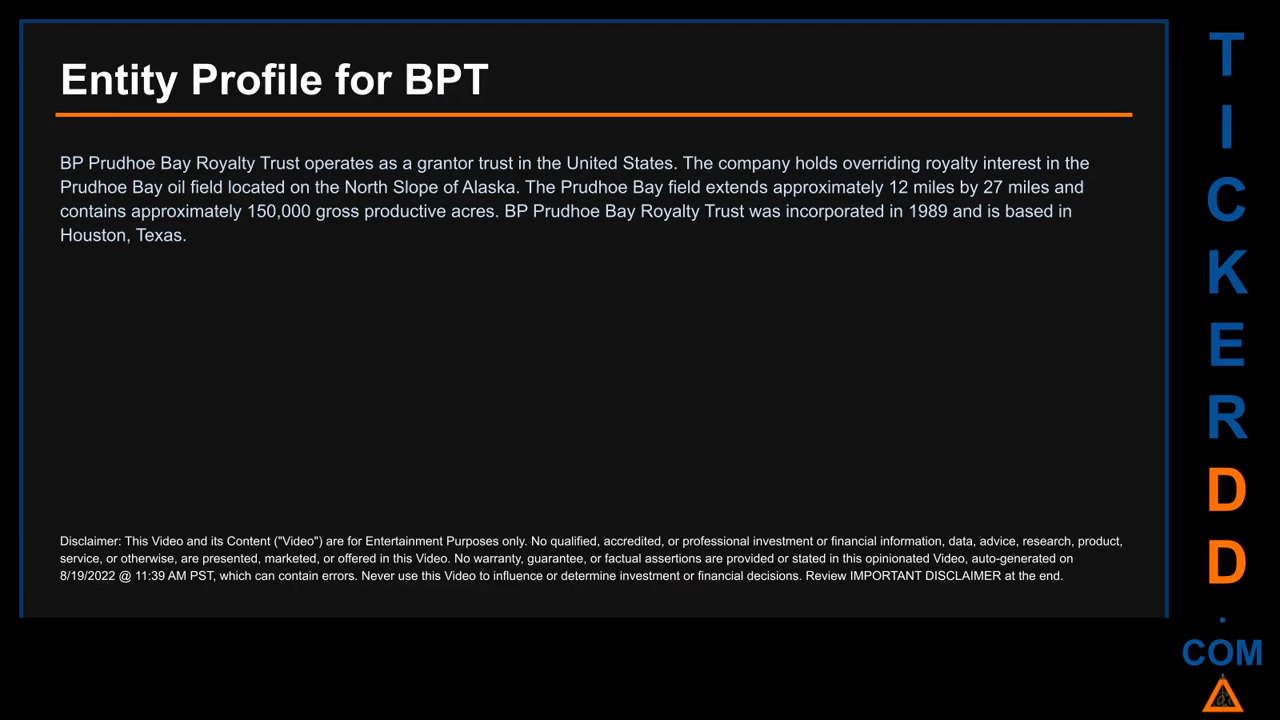 Entity Profile for BPT
BP Prudhoe Bay Royalty Trust operates as a grantor trust in the United States. The company holds overriding royalty interest in the
Prudhoe Bay oil field located on the North Slope of Alaska. The Prudhoe Bay field extends approximately 12 miles by 27 miles and
contains approximately 150,000 gross productive acres. BP Prudhoe Bay Royalty Trust was incorporated in 1989 and is based in
Houston, Texas.
Disclaimer: This Video and its Content ("Video") are for Entertainment Purposes only. No qualified, accredited, or professional investment or financial information, data, advice, research, product,
service, or otherwise, are presented, marketed, or offered in this Video. No warranty, guarantee, or factual assertions are provided or stated in this opinionated Video, auto-generated on
8/19/2022 @ 11:39 AM PST, which can contain errors. Never use this Video to influence or determine investment or financial decisions. Review IMPORTANT DISCLAIMER at the end.
T
I
C
K
E
R
D
D
.
COM